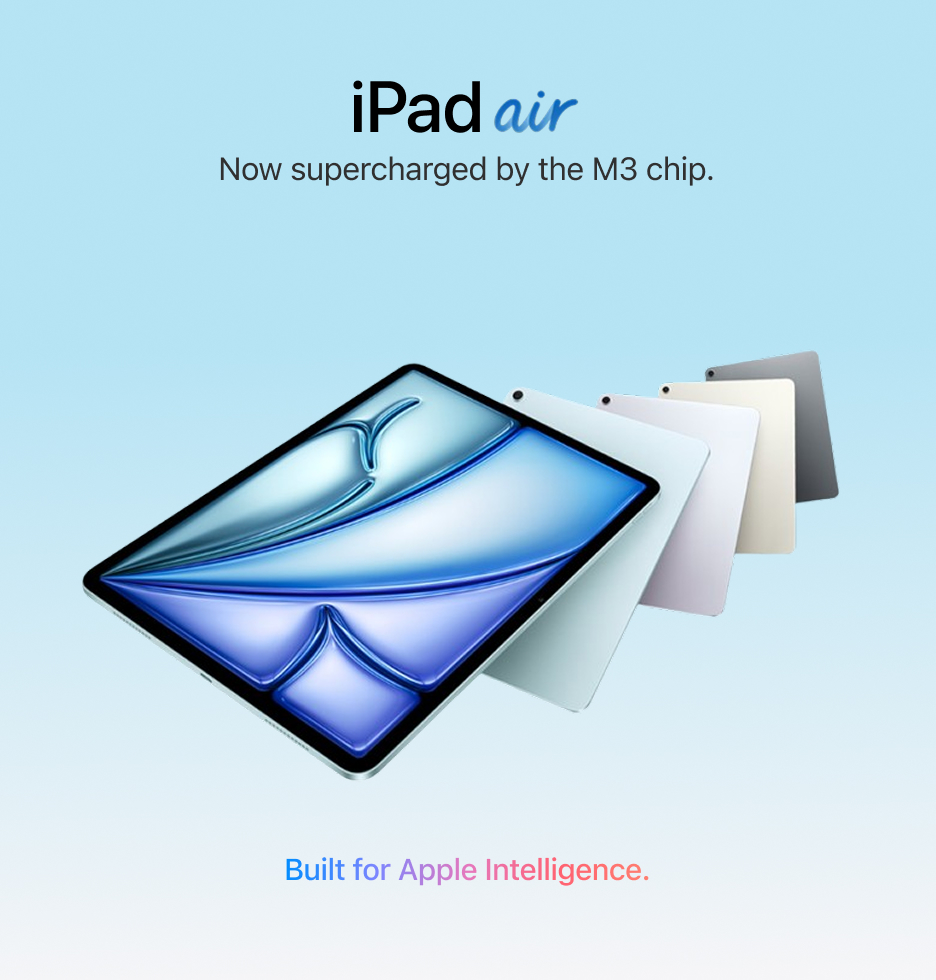 iPad air
Now supercharged by the M3 chip.
Built for Apple Intelligence.